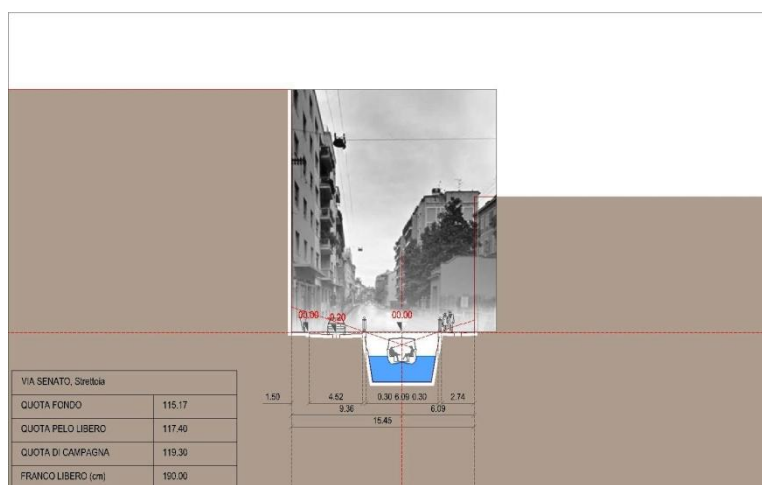 00.00 0.20 00.00
1.50 4.52 0.30 6.09 0.30 2.74
9.36 6.09
15.45
VIA SENATO, Strettoia
QUOTA FONDO 115.17
QUOTA PELO LIBERO 117.40
QUOTA DI CAMPAGNA 119.30
FRANCO LIBERO (cm) 190.00